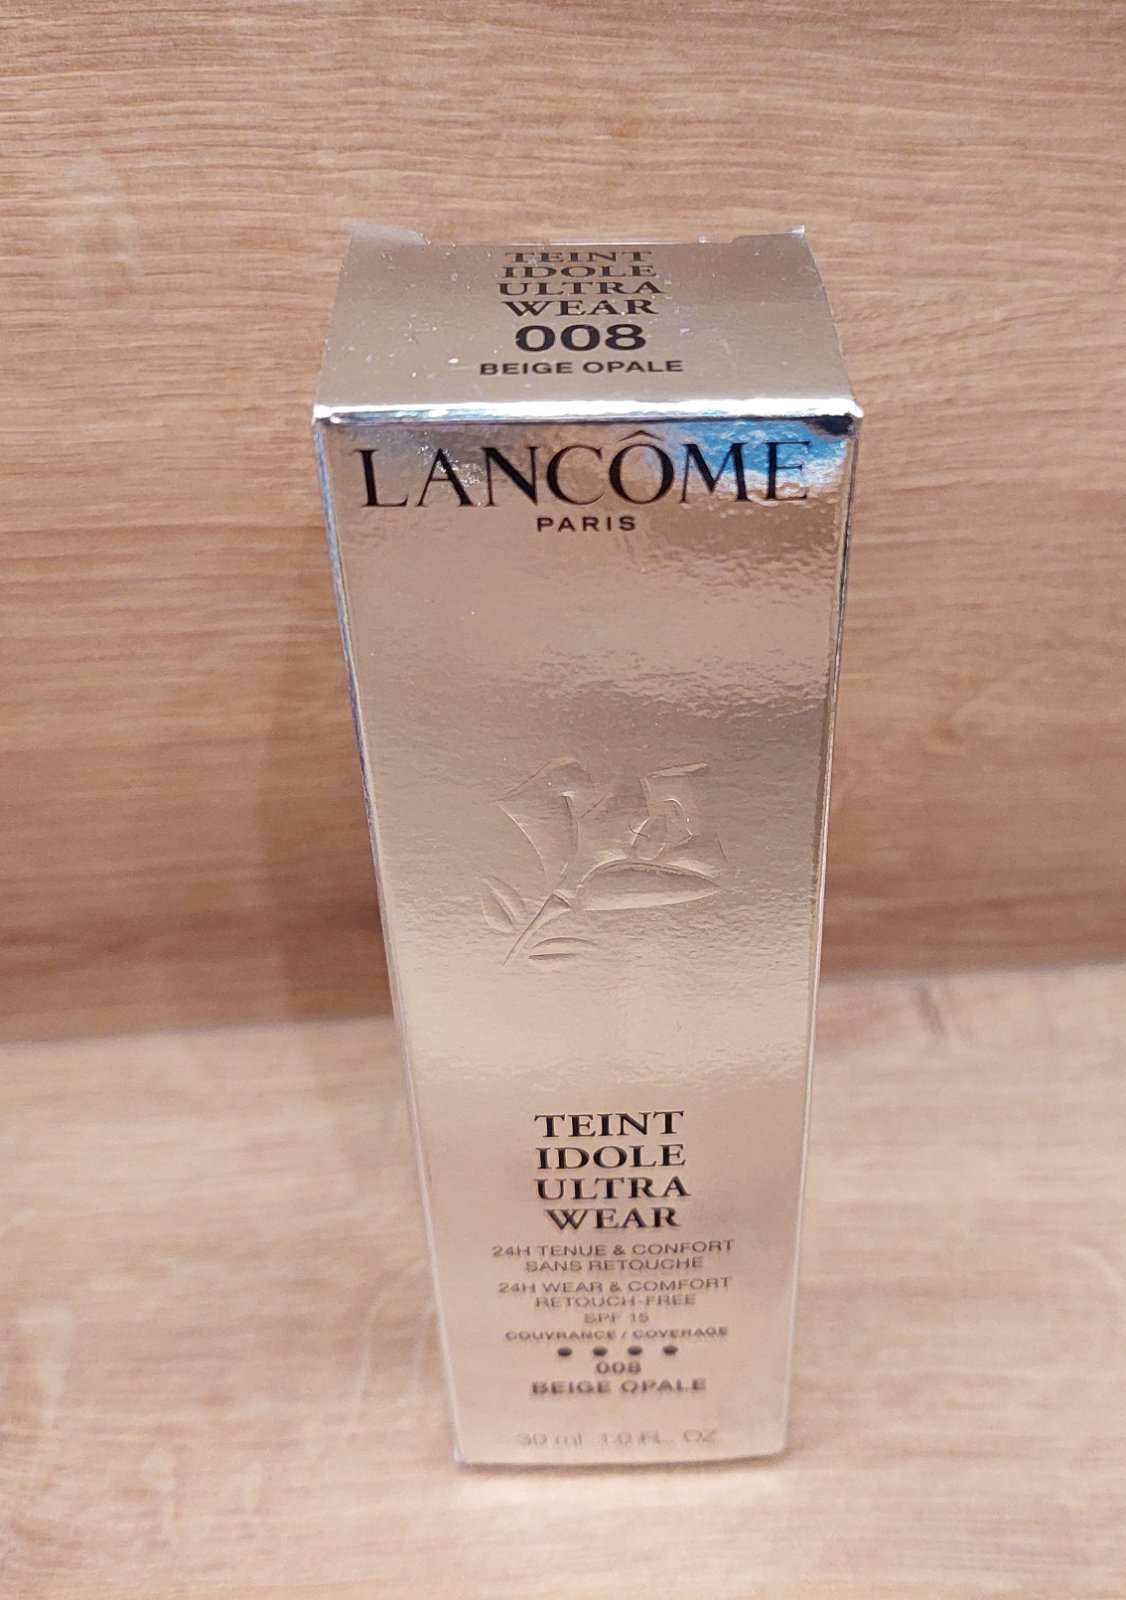 TEINT
IDOLE
ULTRA
WEAR
008
BEIGE OPALE
LANCÔME
PARIS
TEINT
IDOLE
ULTRA
WEAR
24H TENUE & CONFORT
SANS RETOUCHE
24H WEAR & COMFORT
RETOUCH-FREE
SPF 15
COUVRANCE / COVERAGE
008
BEIGE OPALE
30 ml 1.0 FL. OZ